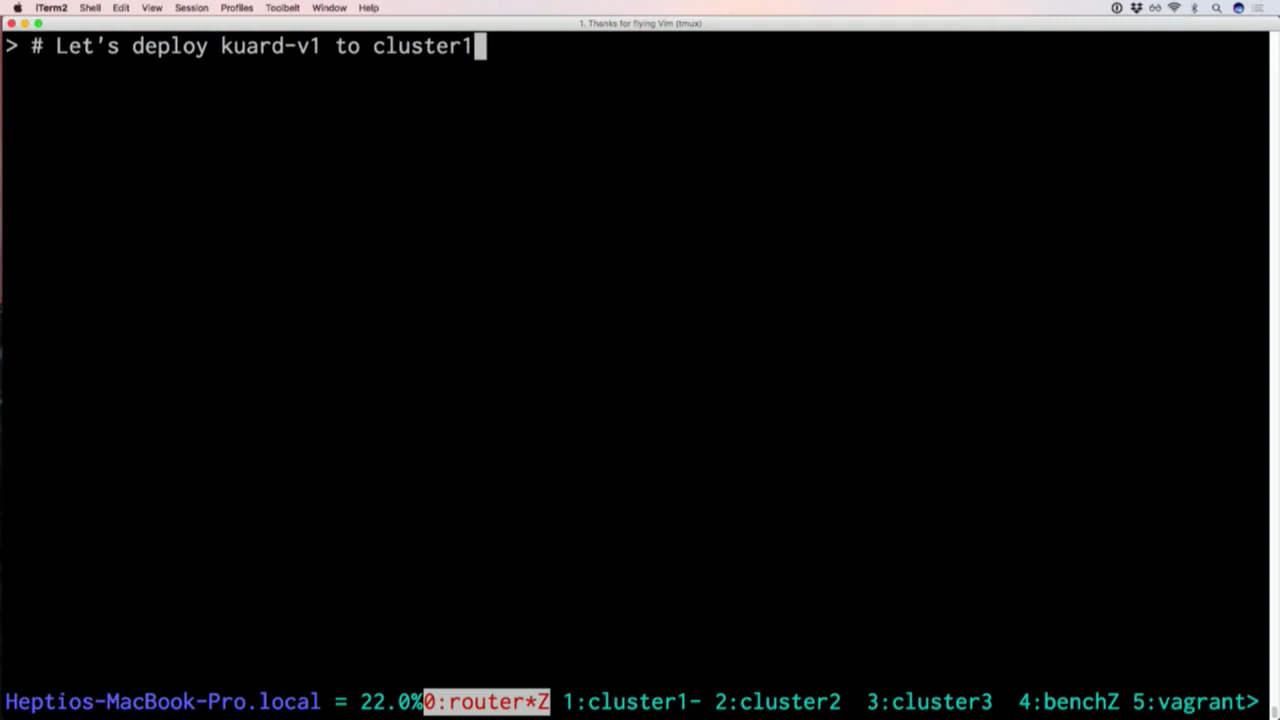 iTerm2 Shell Edit View Session Profiles Toolbelt Window Help
1. Thanks for flying Vim (tmux)
> # Let's deploy kuard-v1 to cluster1
Heptios-MacBook-Pro.local = 22.0%0:router*Z 1:cluster1- 2:cluster2 3:cluster3 4:benchZ 5:vagrant>